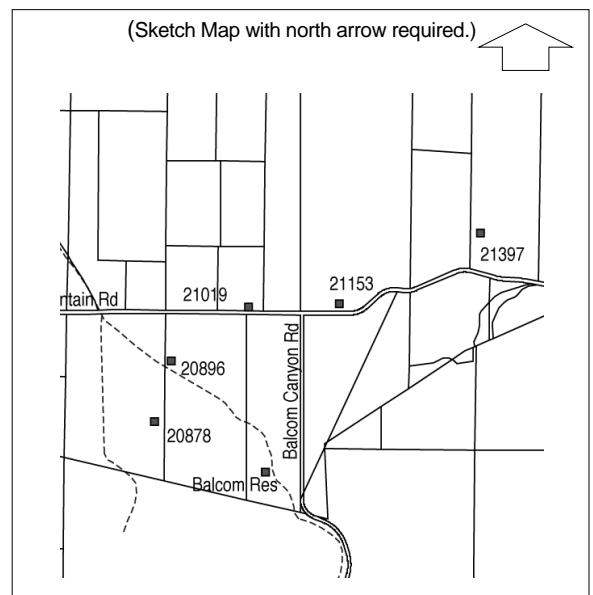 (Sketch Map with north arrow required.)
21397
21153
21019
ntain Rd
Balcom Canyon Rd
20896
20878
Balcom Res